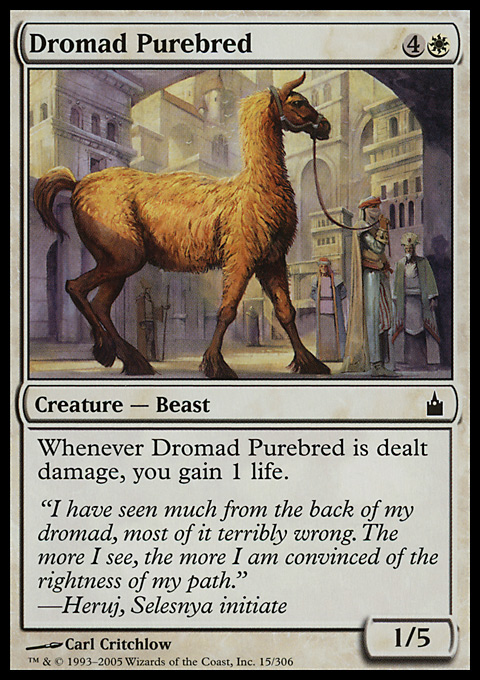 Dromad Purebred 4
Creature — Beast
Whenever Dromad Purebred is dealt
damage, you gain 1 life.
“I have seen much from the back of my
dromad, most of it terribly wrong. The
more I see, the more I am convinced of the
rightness of my path.”
—Heruj, Selesnya initiate
1/5
Carl Critchlow
™ & © 1993–2005 Wizards of the Coast, Inc. 15/306